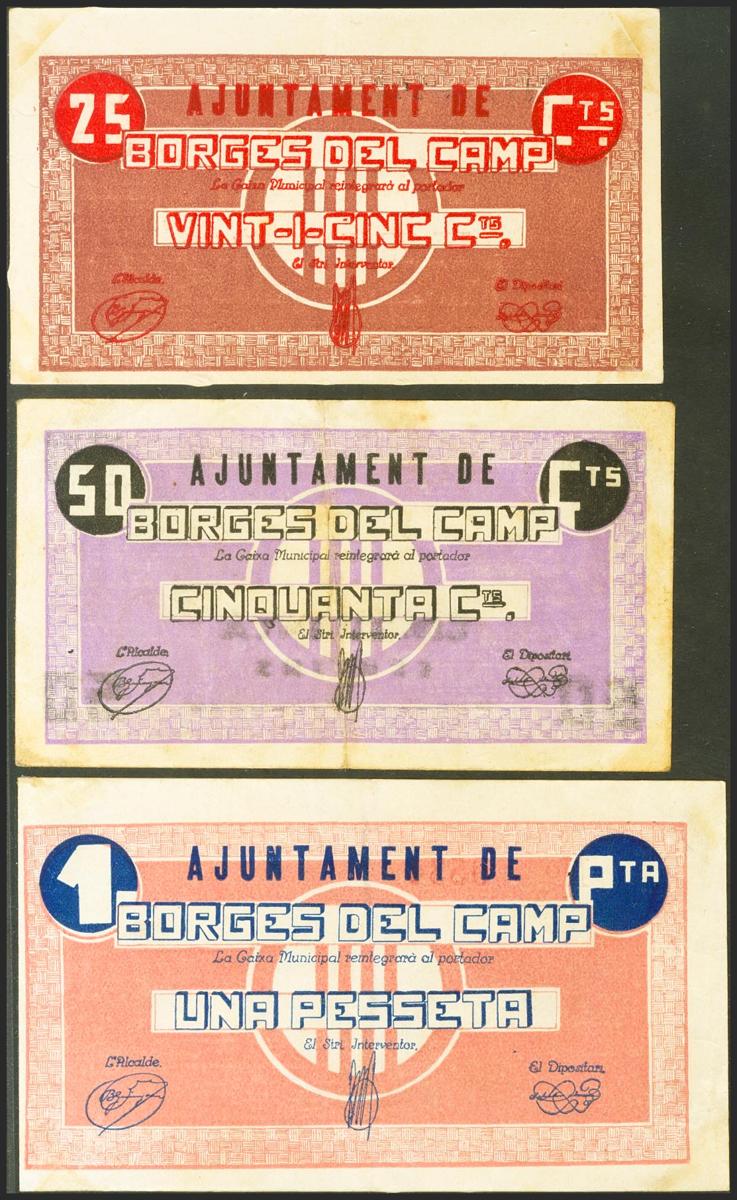 25 AJUNTAMENT DE CTS.
BORGES DEL CAMP
La Caixa Municipal reintegrarà al portador
VINT-I-CINC CTS.
El Stri. Interventor.
L'Alcalde. El Dipositari
50 AJUNTAMENT DE CTS
BORGES DEL CAMP
La Caixa Municipal reintegrarà al portador
CINQUANTA CTS.
El Stri. Interventor.
L'Alcalde. El Dipositari
1 AJUNTAMENT DE PTA
BORGES DEL CAMP
La Caixa Municipal reintegrarà al portador
UNA PESSETA
El Stri. Interventor.
L'Alcalde. El Dipositari